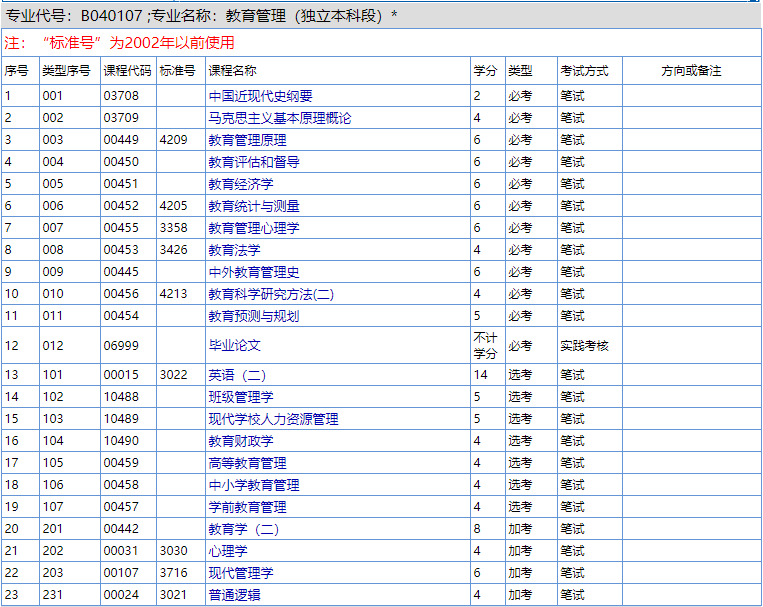 专业代号：B040107 ;专业名称：教育管理（独立本科段）*
注：“标准号”为2002年以前使用
序号 类型序号 课程代码 标准号 课程名称 学分 类型 考试方式 方向或备注
1 001 03708 中国近现代史纲要 2 必考 笔试
2 002 03709 马克思主义基本原理概论 4 必考 笔试
3 003 00449 4209 教育管理原理 6 必考 笔试
4 004 00450 教育评估和督导 6 必考 笔试
5 005 00451 教育经济学 6 必考 笔试
6 006 00452 4205 教育统计与测量 6 必考 笔试
7 007 00455 3358 教育管理心理学 6 必考 笔试
8 008 00453 3426 教育法学 4 必考 笔试
9 009 00445 中外教育管理史 6 必考 笔试
10 010 00456 4213 教育科学研究方法(二) 4 必考 笔试
11 011 00454 教育预测与规划 5 必考 笔试
12 012 06999 毕业论文 不计学分 必考 实践考核
13 101 00015 3022 英语（二） 14 选考 笔试
14 102 10488 班级管理学 5 选考 笔试
15 103 10489 现代学校人力资源管理 5 选考 笔试
16 104 10490 教育财政学 4 选考 笔试
17 105 00459 高等教育管理 4 选考 笔试
18 106 00458 中小学教育管理 4 选考 笔试
19 107 00457 学前教育管理 4 选考 笔试
20 201 00442 教育学（二） 8 加考 笔试
21 202 00031 3030 心理学 4 加考 笔试
22 203 00107 3716 现代管理学 6 加考 笔试
23 231 00024 3021 普通逻辑 4 加考 笔试